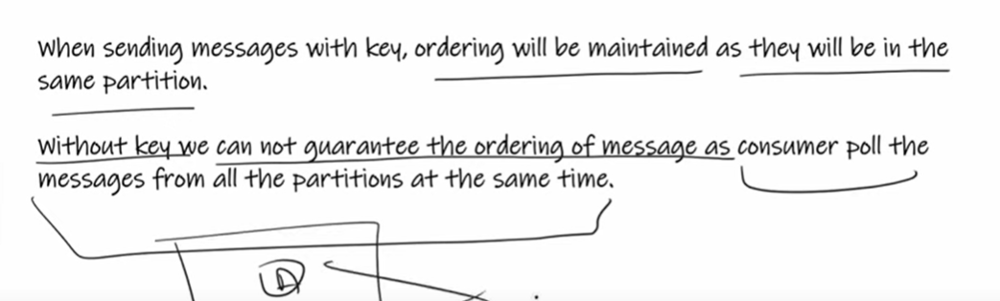 When sending messages with key, ordering will be maintained as they will be in the
same partition.
Without key we can not guarantee the ordering of message as consumer poll the
messages from all the partitions at the same time.
A